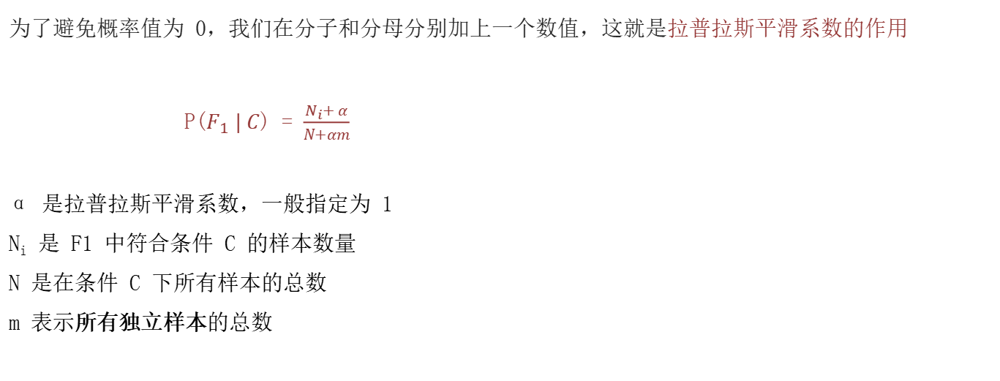 为了避免概率值为 0，我们在分子和分母分别加上一个数值，这就是拉普拉斯平滑系数的作用
P(F₁|C) = (Nᵢ+ α)/(N+αm)
α 是拉普拉斯平滑系数，一般指定为 1
Nᵢ 是 F1 中符合条件 C 的样本数量
N 是在条件 C 下所有样本的总数
m 表示所有独立样本的总数